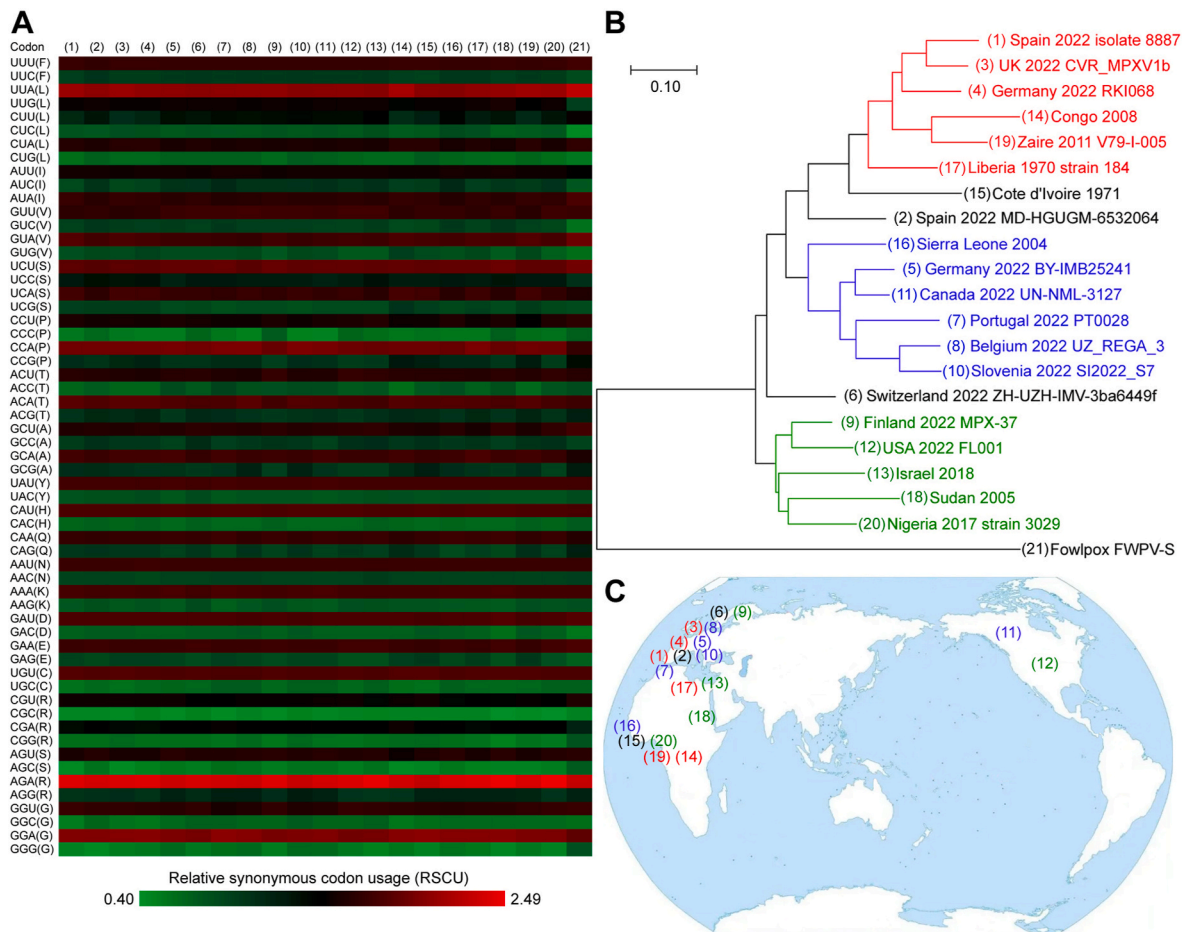 A
Codon (1) (2) (3) (4) (5) (6) (7) (8) (9) (10) (11) (12) (13) (14) (15) (16) (17) (18) (19) (20) (21)
UUU(F)
UUC(F)
UUA(L)
UUG(L)
CUU(L)
CUC(L)
CUA(L)
CUG(L)
AUU(I)
AUC(I)
AUA(I)
GUU(V)
GUC(V)
GUA(V)
GUG(V)
UCU(S)
UCC(S)
UCA(S)
UCG(S)
CCU(P)
CCC(P)
CCA(P)
CCG(P)
ACU(T)
ACC(T)
ACA(T)
ACG(T)
GCU(A)
GCC(A)
GCA(A)
GCG(A)
UAU(Y)
UAC(Y)
CAU(H)
CAC(H)
CAA(Q)
CAG(Q)
AAU(N)
AAC(N)
AAA(K)
AAG(K)
GAU(D)
GAC(D)
GAA(E)
GAG(E)
UGU(C)
UGC(C)
CGU(R)
CGC(R)
CGA(R)
CGG(R)
AGU(S)
AGC(S)
AGA(R)
AGG(R)
GGU(G)
GGC(G)
GGA(G)
GGG(G)
Relative synonymous codon usage (RSCU)
0.40 2.49
B
0.10
(1) Spain 2022 isolate 8887
(3) UK 2022 CVR_MPXV1b
(4) Germany 2022 RKI068
(14) Congo 2008
(19) Zaire 2011 V79-I-005
(17) Liberia 1970 strain 184
(15) Cote d'Ivoire 1971
(2) Spain 2022 MD-HGUGM-6532064
(16) Sierra Leone 2004
(5) Germany 2022 BY-IMB25241
(11) Canada 2022 UN-NML-3127
(7) Portugal 2022 PT0028
(8) Belgium 2022 UZ_REGA_3
(10) Slovenia 2022 SI2022_S7
(6) Switzerland 2022 ZH-UZH-IMV-3ba6449f
(9) Finland 2022 MPX-37
(12) USA 2022 FL001
(13) Israel 2018
(18) Sudan 2005
(20) Nigeria 2017 strain 3029
(21) Fowlpox FWPV-S
C
(6) (9)
(3) (8) (11)
(4) (5)
(1) (2) (10)
(7) (12)
(17) (13)
(16) (18)
(15) (20)
(19) (14)